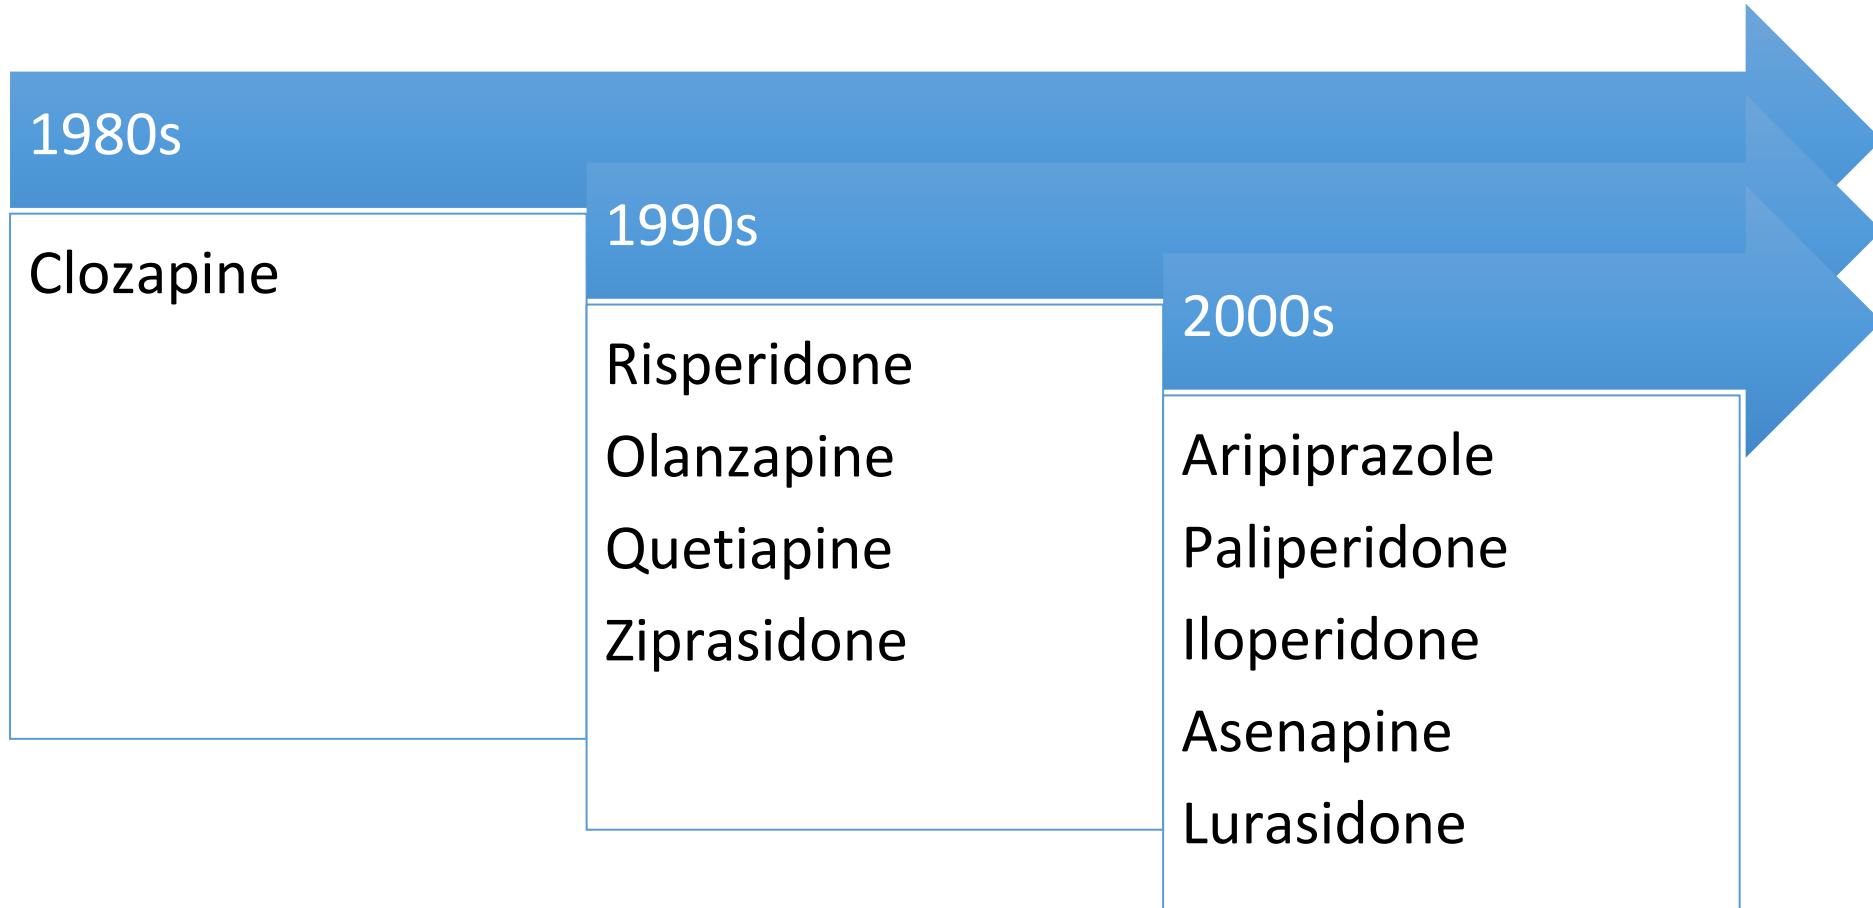 1980s
Clozapine
1990s
Risperidone
Olanzapine
Quetiapine
Ziprasidone
2000s
Aripiprazole
Paliperidone
Iloperidone
Asenapine
Lurasidone